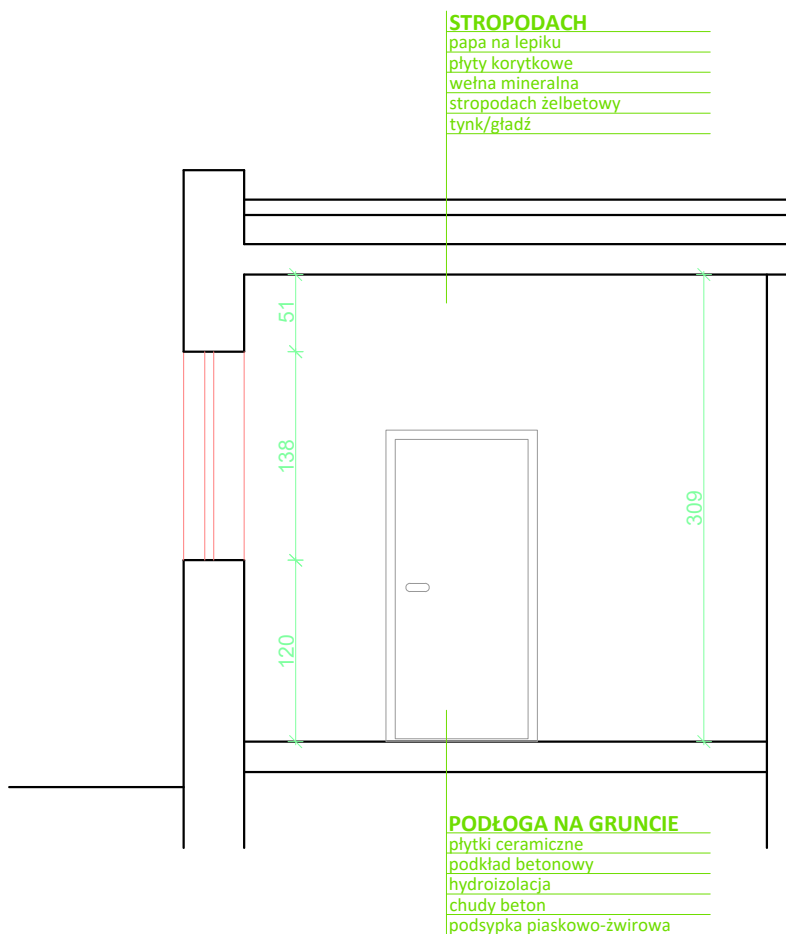 STROPODACH
papa na lepiku
płyty korytkowe
wełna mineralna
stropodach żelbetowy
tynk/gładź
51
138
309
120
PODŁOGA NA GRUNCIE
płytki ceramiczne
podkład betonowy
hydroizolacja
chudy beton
podsypka piaskowo-żwirowa